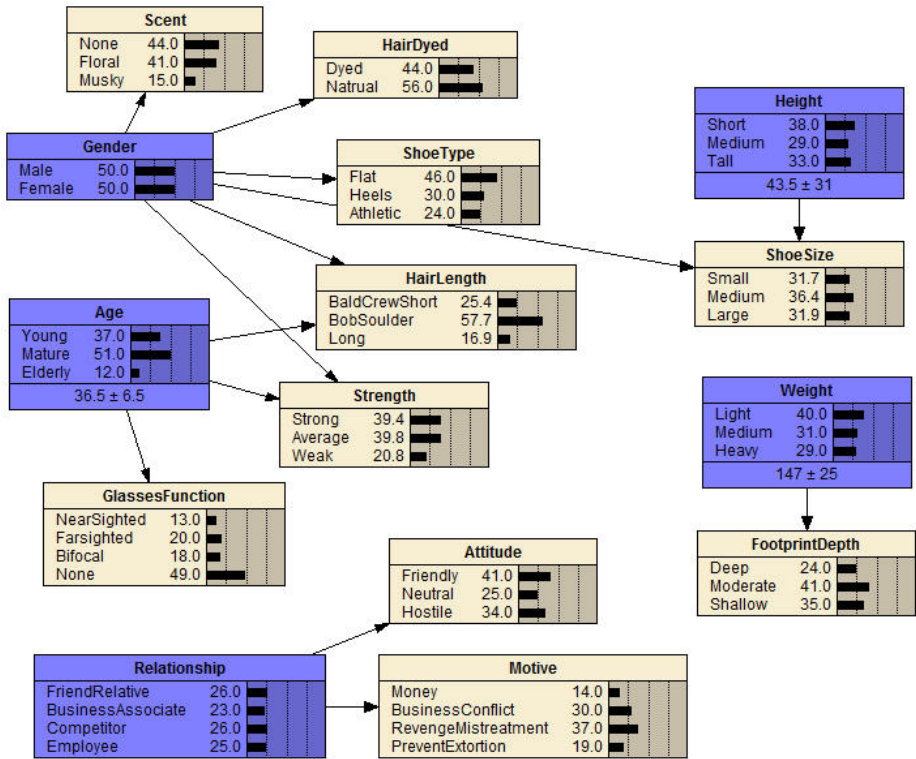 Scent
None 44.0
Floral 41.0
Musky 15.0
HairDyed
Dyed 44.0
Natrual 56.0
Height
Short 38.0
Medium 29.0
Tall 33.0
43.5 ± 31
Gender
Male 50.0
Female 50.0
ShoeType
Flat 46.0
Heels 30.0
Athletic 24.0
ShoeSize
Small 31.7
Medium 36.4
Large 31.9
HairLength
BaldCrewShort 25.4
BobSoulder 57.7
Long 16.9
Age
Young 37.0
Mature 51.0
Elderly 12.0
36.5 ± 6.5
Strength
Strong 39.4
Average 39.8
Weak 20.8
Weight
Light 40.0
Medium 31.0
Heavy 29.0
147 ± 25
GlassesFunction
NearSighted 13.0
Farsighted 20.0
Bifocal 18.0
None 49.0
Attitude
Friendly 41.0
Neutral 25.0
Hostile 34.0
FootprintDepth
Deep 24.0
Moderate 41.0
Shallow 35.0
Relationship
FriendRelative 26.0
BusinessAssociate 23.0
Competitor 26.0
Employee 25.0
Motive
Money 14.0
BusinessConflict 30.0
RevengeMistreatment 37.0
PreventExtortion 19.0